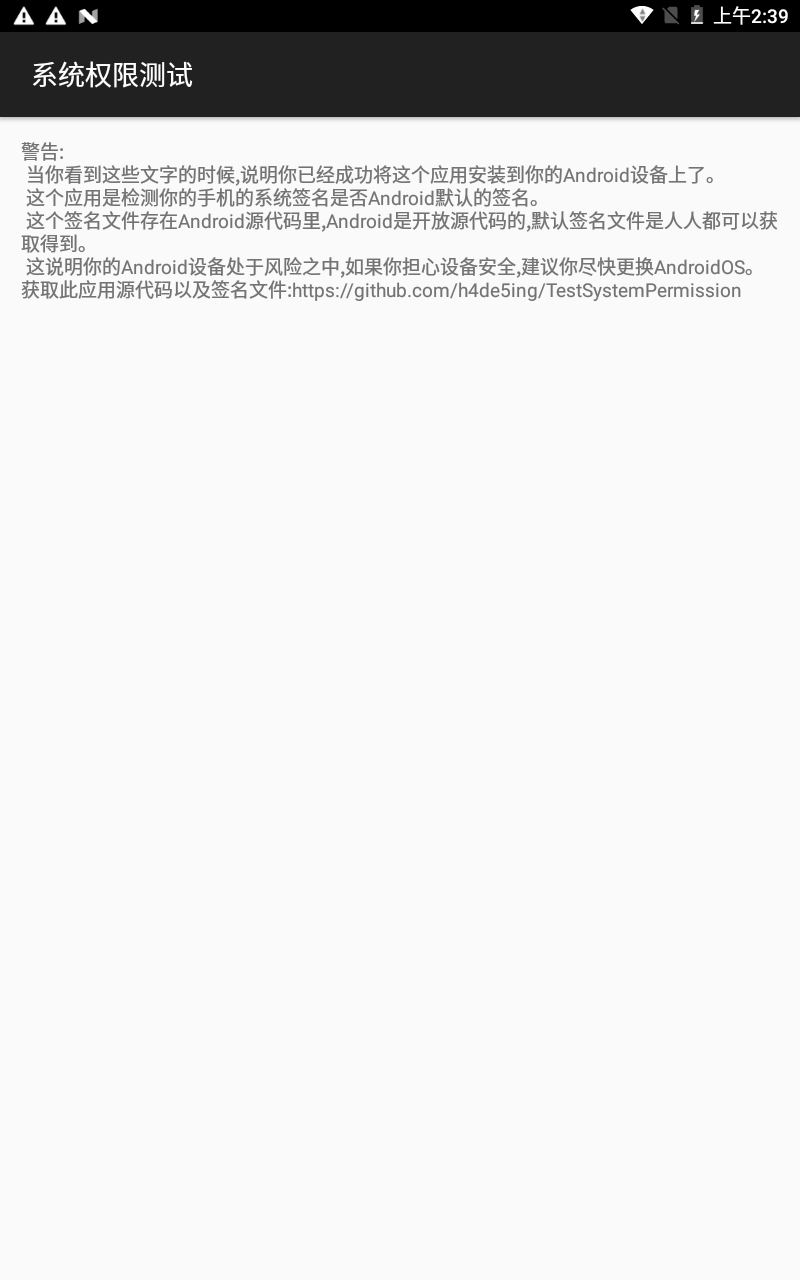 上午2:39
系统权限测试
警告:
当你看到这些文字的时候,说明你已经成功将这个应用安装到你的Android设备上了。
这个应用是检测你的手机的系统签名是否Android默认的签名。
这个签名文件存在Android源代码里,Android是开放源代码的,默认签名文件是人人都可以获
取得到。
这说明你的Android设备处于风险之中,如果你担心设备安全,建议你尽快更换AndroidOS。
获取此应用源代码以及签名文件:https://github.com/h4de5ing/TestSystemPermission